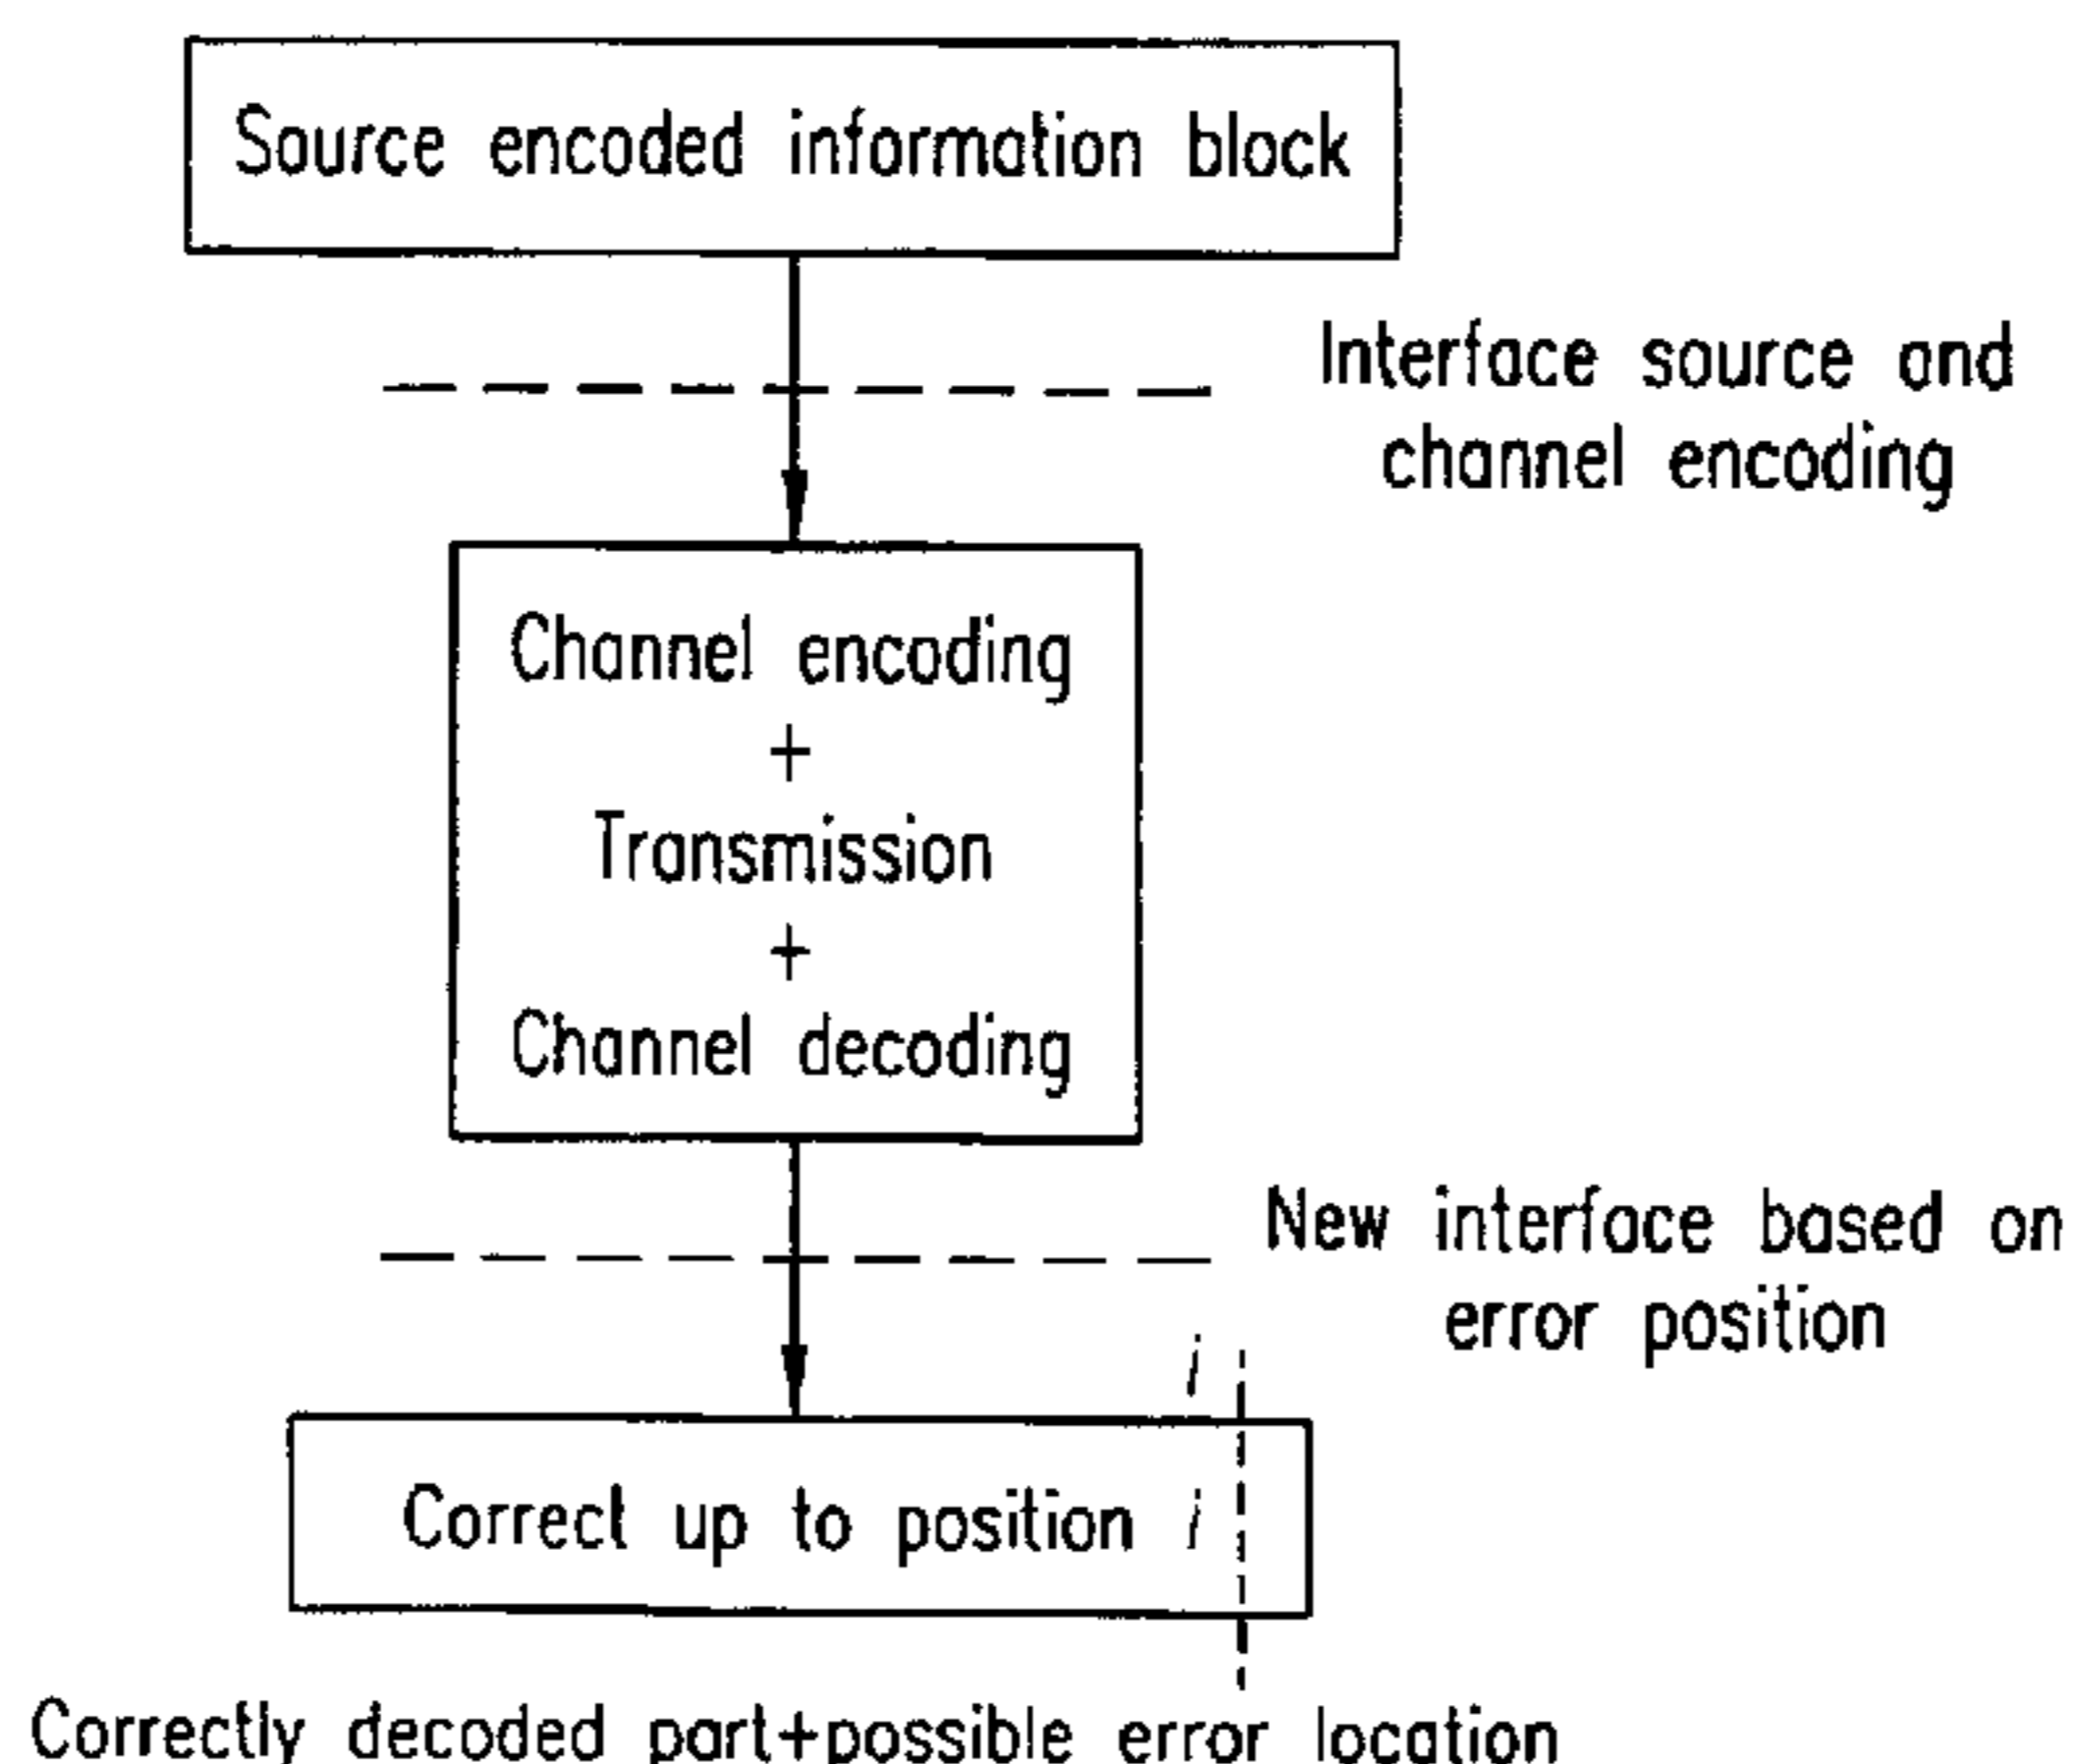 Source encoded information block
Interface source and
channel encoding
Channel encoding
+
Transmission
+
Channel decoding
New interface based on
error position
i
Correct up to position i
Correctly decoded part+possible error location